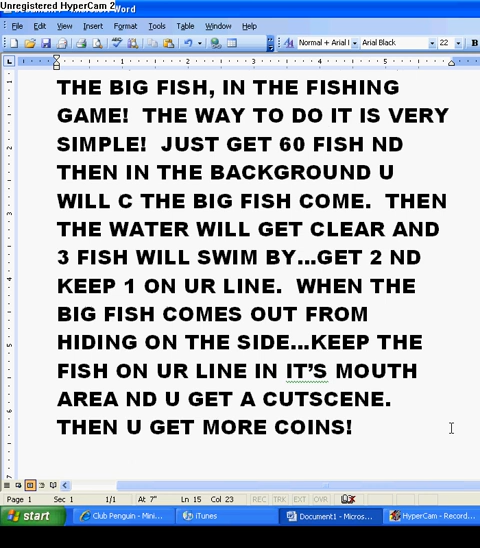 Unregistered HyperCam 2
Word
File Edit View Insert Format Tools Table Window Help
Normal + Arial Arial Black 22 B
THE BIG FISH, IN THE FISHING
GAME! THE WAY TO DO IT IS VERY
SIMPLE! JUST GET 60 FISH ND
THEN IN THE BACKGROUND U
WILL C THE BIG FISH COME. THEN
THE WATER WILL GET CLEAR AND
3 FISH WILL SWIM BY...GET 2 ND
KEEP 1 ON UR LINE. WHEN THE
BIG FISH COMES OUT FROM
HIDING ON THE SIDE...KEEP THE
FISH ON UR LINE IN IT'S MOUTH
AREA ND U GET A CUTSCENE.
THEN U GET MORE COINS!
Page 1 Sec 1 1/1 At 7" Ln 15 Col 23 REC TRK EXT OVR
start Club Penguin - Mini... iTunes Document1 - Micros... HyperCam - Record...